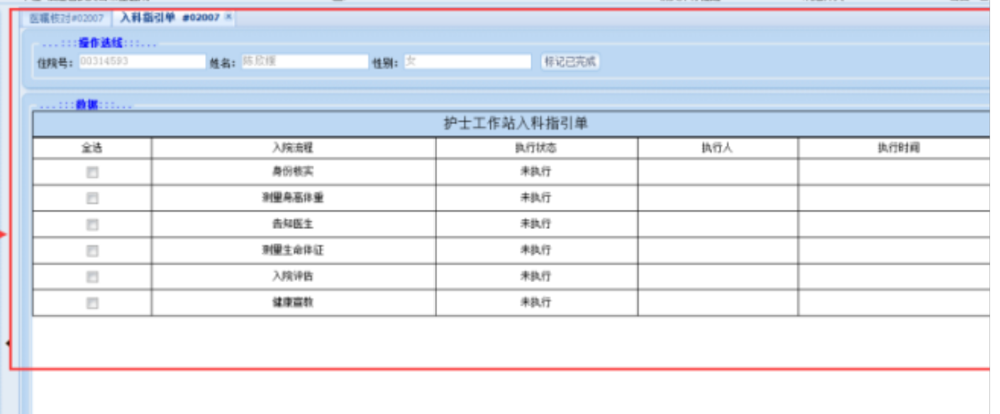 医嘱核对#02007 入科指引单 #02007 ×
...:::操作选线:::...
住院号: 00314593 姓名: 陈欣 性别: 女 标记已完成
...:::数据:::...
护士工作站入科指引单
全选 入院流程 执行状态 执行人 执行时间
身份核实 未执行
测量身高体重 未执行
告知医生 未执行
测量生命体征 未执行
入院评估 未执行
健康宣教 未执行